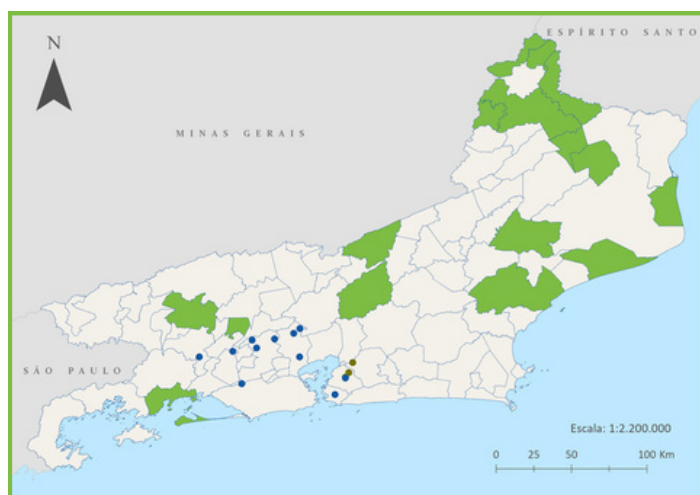 ESPÍRITO SANTO
N
MINAS GERAIS
SÃO PAULO
Escala: 1:2.200.000
0 25 50 100 Km